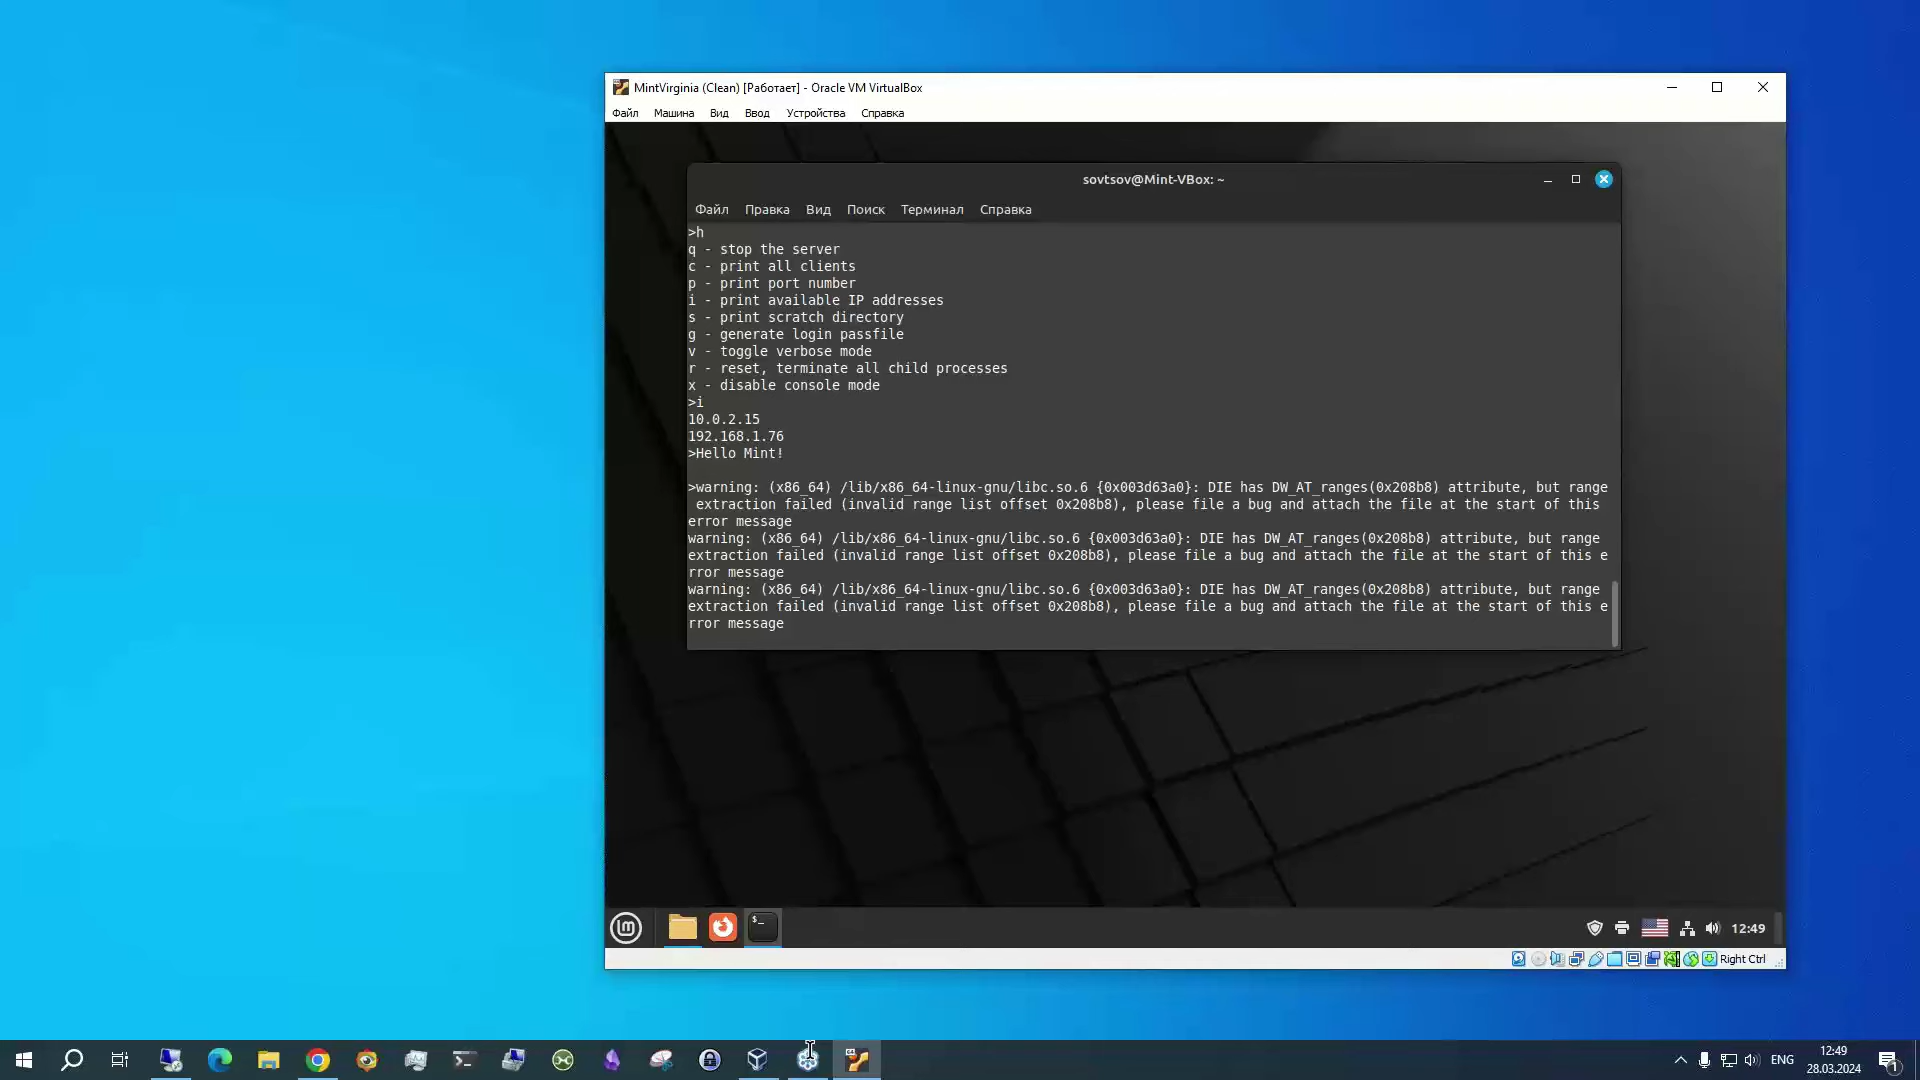 MintVirginia (Clean) [Работает] - Oracle VM VirtualBox
Файл Машина Вид Ввод Устройства Справка
sovtsov@Mint-VBox: ~
Файл Правка Вид Поиск Терминал Справка
>h
q - stop the server
c - print all clients
p - print port number
i - print available IP addresses
s - print scratch directory
g - generate login passfile
v - toggle verbose mode
r - reset, terminate all child processes
x - disable console mode
>i
10.0.2.15
192.168.1.76
>Hello Mint!
>warning: (x86_64) /lib/x86_64-linux-gnu/libc.so.6 {0x003d63a0}: DIE has DW_AT_ranges(0x208b8) attribute, but range
extraction failed (invalid range list offset 0x208b8), please file a bug and attach the file at the start of this
error message
warning: (x86_64) /lib/x86_64-linux-gnu/libc.so.6 {0x003d63a0}: DIE has DW_AT_ranges(0x208b8) attribute, but range
extraction failed (invalid range list offset 0x208b8), please file a bug and attach the file at the start of this e
rror message
warning: (x86_64) /lib/x86_64-linux-gnu/libc.so.6 {0x003d63a0}: DIE has DW_AT_ranges(0x208b8) attribute, but range
extraction failed (invalid range list offset 0x208b8), please file a bug and attach the file at the start of this e
rror message
12:49
Right Ctrl
ENG
12:49
28.03.2024
1